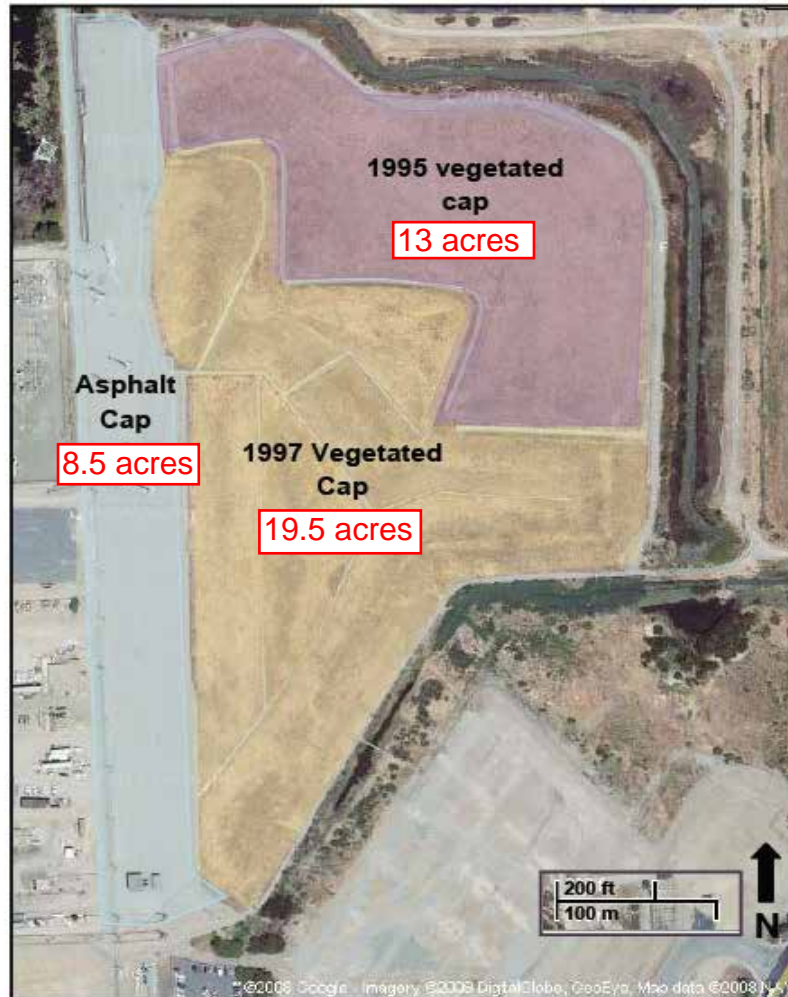 1995 vegetated
cap
13 acres
Asphalt
Cap
8.5 acres
1997 Vegetated
Cap
19.5 acres
200 ft
100 m
N
©2008 Google - Imagery ©2009 DigitalGlobe, GeoEye, Map data ©2008